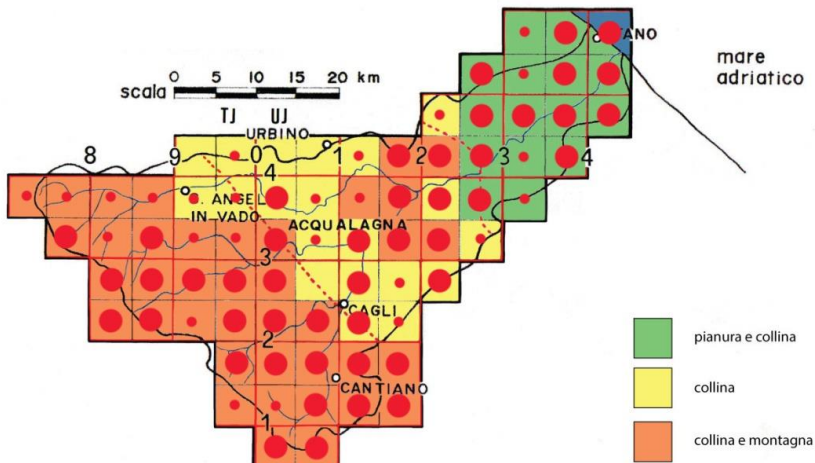 FANO
mare
adriatico
0 5 10 15 20 km
scala
TJ UJ
URBINO
8 9 0 1 2 3 4
4
S. ANGEL
IN VADO
ACQUALAGNA
3
CAGLI
2
CANTIANO
1
pianura e collina
collina
collina e montagna